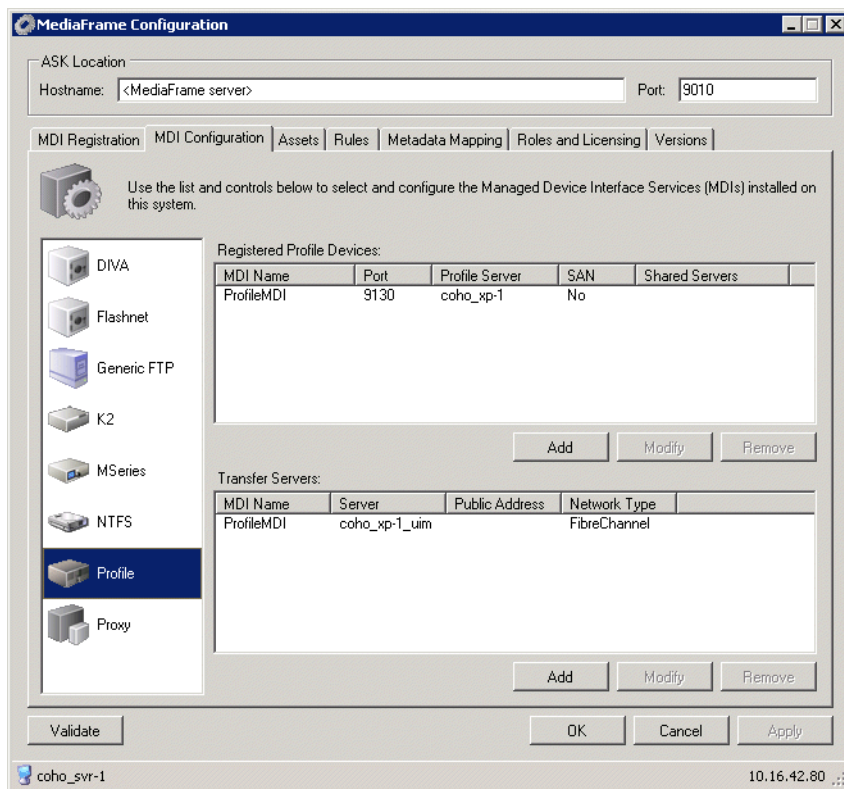 MediaFrame Configuration
ASK Location
Hostname: <MediaFrame server> Port: 9010
MDI Registration MDI Configuration Assets Rules Metadata Mapping Roles and Licensing Versions
Use the list and controls below to select and configure the Managed Device Interface Services (MDIs) installed on
this system.
DIVA
Flashnet
Generic FTP
K2
MSeries
NTFS
Profile
Proxy
Registered Profile Devices:
MDI Name Port Profile Server SAN Shared Servers
ProfileMDI 9130 coho_xp-1 No
Add Modify Remove
Transfer Servers:
MDI Name Server Public Address Network Type
ProfileMDI coho_xp-1_uim FibreChannel
Add Modify Remove
Validate OK Cancel Apply
coho_svr-1 10.16.42.80